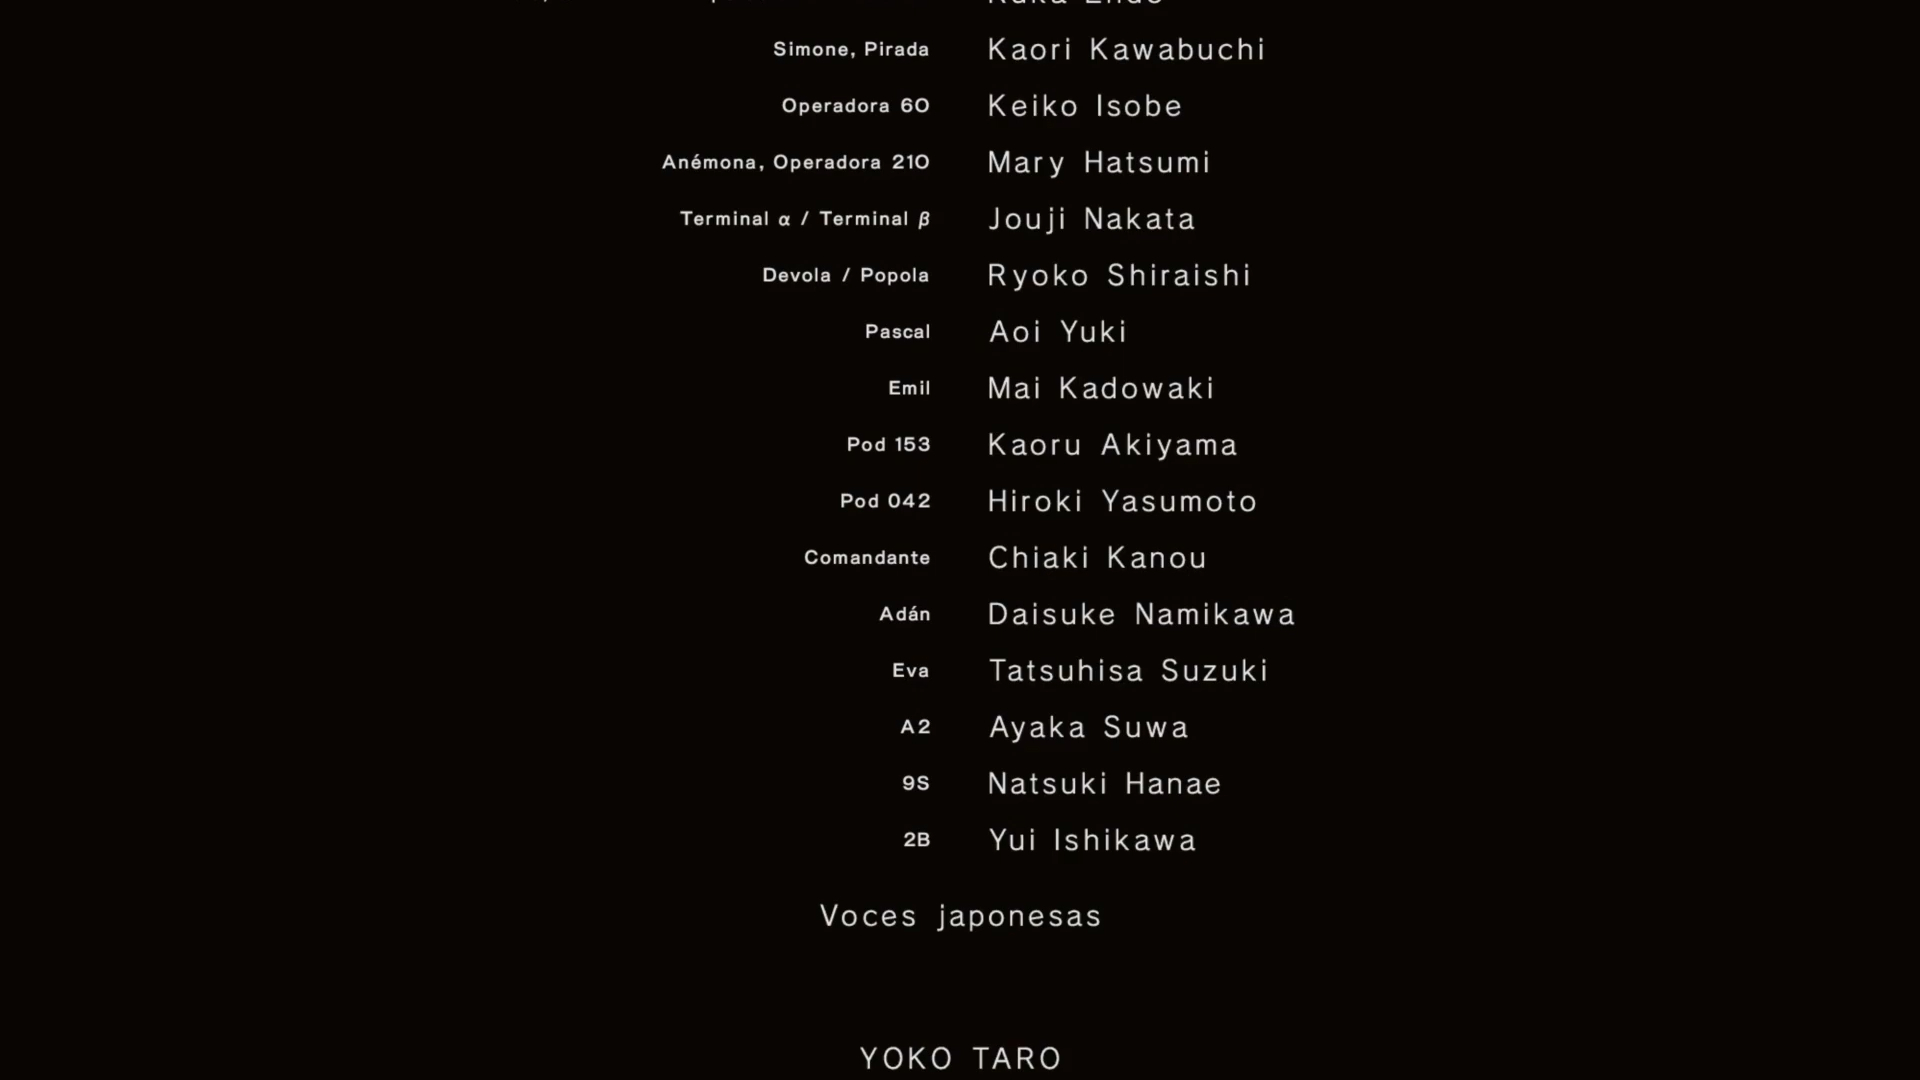 Simone, Pirada Kaori Kawabuchi
Operadora 6O Keiko Isobe
Anémona, Operadora 21O Mary Hatsumi
Terminal α / Terminal β Jouji Nakata
Devola / Popola Ryoko Shiraishi
Pascal Aoi Yuki
Emil Mai Kadowaki
Pod 153 Kaoru Akiyama
Pod 042 Hiroki Yasumoto
Comandante Chiaki Kanou
Adán Daisuke Namikawa
Eva Tatsuhisa Suzuki
A2 Ayaka Suwa
9S Natsuki Hanae
2B Yui Ishikawa
Voces japonesas
YOKO TARO